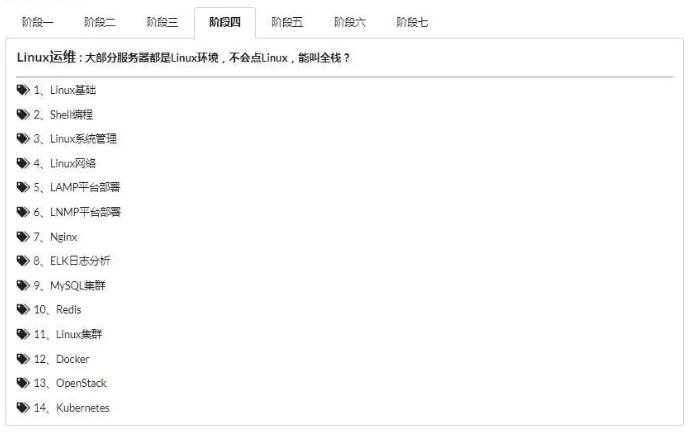 阶段一 阶段二 阶段三 阶段四 阶段五 阶段六 阶段七
Linux运维：大部分服务器都是Linux环境，不会点Linux，能叫全栈？
1、Linux基础
2、Shell编程
3、Linux系统管理
4、Linux网络
5、LAMP平台部署
6、LNMP平台部署
7、Nginx
8、ELK日志分析
9、MySQL集群
10、Redis
11、Linux集群
12、Docker
13、OpenStack
14、Kubernetes